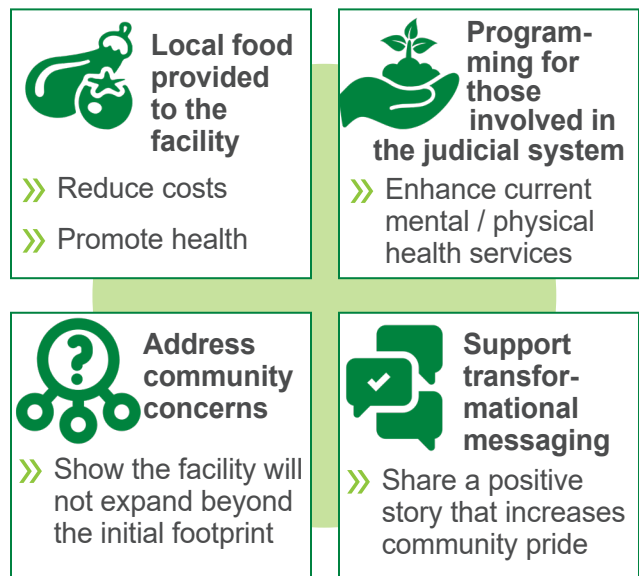 Local food
provided
to the
facility
Reduce costs
Promote health
Program-
ming for
those
involved in
the judicial system
Enhance current
mental / physical
health services
?
Address
community
concerns
Show the facility will
not expand beyond
the initial footprint
Support
transfor-
mational
messaging
Share a positive
story that increases
community pride